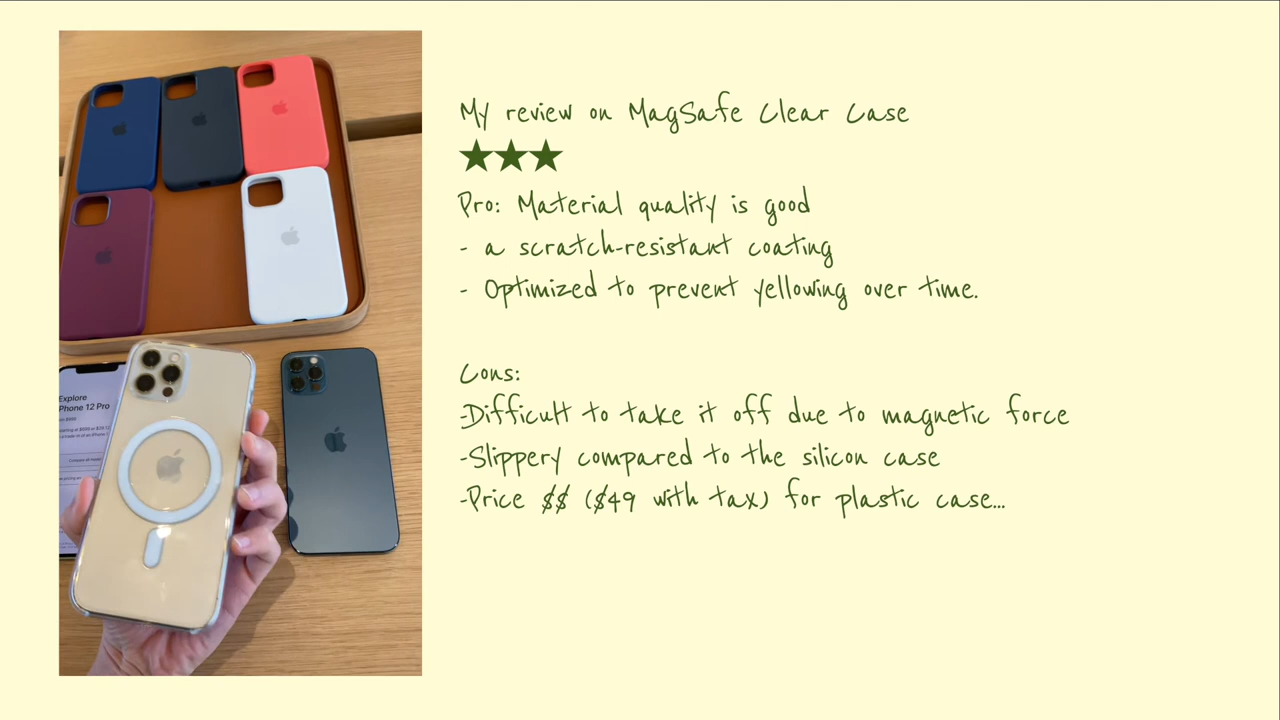 My review on MagSafe Clear Case
★★★
Pro: Material quality is good
- a scratch-resistant coating
- Optimized to prevent yellowing over time.
Cons:
-Difficult to take it off due to magnetic force
-Slippery compared to the silicon case
-Price $$ ($49 with tax) for plastic case...
Explore
Phone 12 Pro